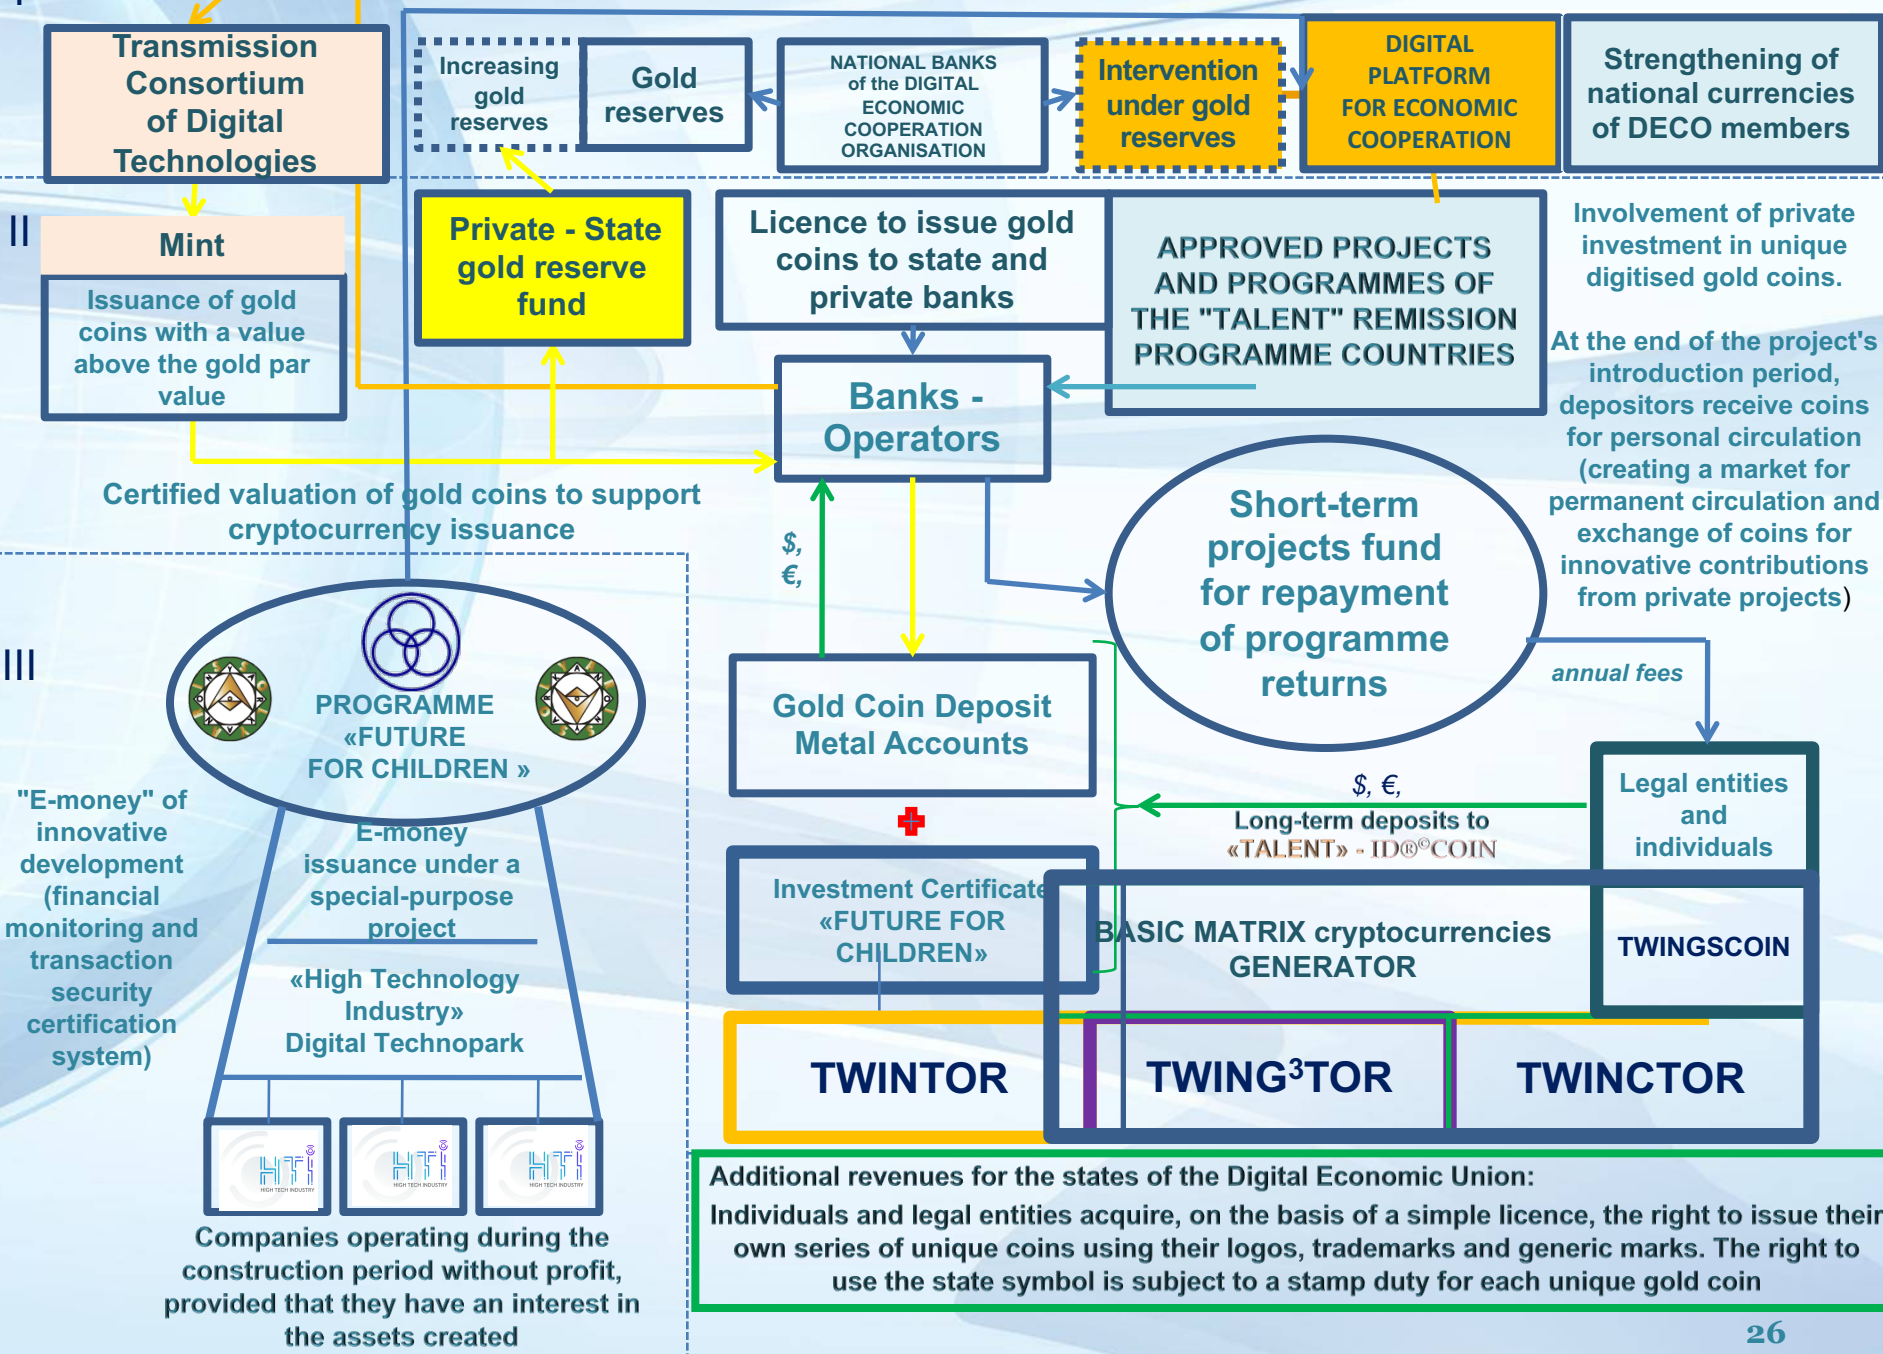 I
Transmission
Consortium
of Digital
Technologies
Increasing
gold
reserves
Gold
reserves
NATIONAL BANKS
of the DIGITAL
ECONOMIC
COOPERATION
ORGANISATION
Intervention
under gold
reserves
DIGITAL
PLATFORM
FOR ECONOMIC
COOPERATION
Strengthening of
national currencies
of DECO members
II
Mint
Issuance of gold
coins with a value
above the gold par
value
Private - State
gold reserve
fund
Licence to issue gold
coins to state and
private banks
APPROVED PROJECTS
AND PROGRAMMES OF
THE "TALENT" REMISSION
PROGRAMME COUNTRIES
Involvement of private
investment in unique
digitised gold coins.
At the end of the project's
introduction period,
depositors receive coins
for personal circulation
(creating a market for
permanent circulation and
exchange of coins for
innovative contributions
from private projects)
Banks -
Operators
Certified valuation of gold coins to support
cryptocurrency issuance
$,
€,
Short-term
projects fund
for repayment
of programme
returns
annual fees
III
PROGRAMME
«FUTURE
FOR CHILDREN »
"E-money" of
innovative
development
(financial
monitoring and
transaction
security
certification
system)
E-money
issuance under a
special-purpose
project
«High Technology
Industry»
Digital Technopark
HTi
HIGH TECH INDUSTRY
HTi
HIGH TECH INDUSTRY
HTi
HIGH TECH INDUSTRY
Companies operating during the
construction period without profit,
provided that they have an interest in
the assets created
Gold Coin Deposit
Metal Accounts
$, €,
Long-term deposits to
«TALENT» - ID®©COIN
Legal entities
and
individuals
Investment Certificate
«FUTURE FOR
CHILDREN»
BASIC MATRIX cryptocurrencies
GENERATOR
TWINGSCOIN
TWINTOR
TWING³TOR
TWINCTOR
Additional revenues for the states of the Digital Economic Union:
Individuals and legal entities acquire, on the basis of a simple licence, the right to issue their
own series of unique coins using their logos, trademarks and generic marks. The right to
use the state symbol is subject to a stamp duty for each unique gold coin
26